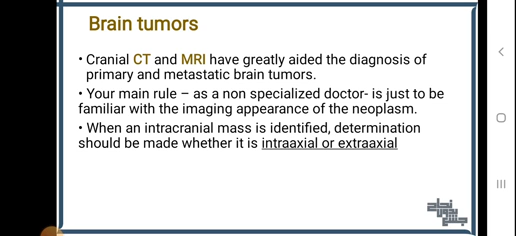 Brain tumors
• Cranial CT and MRI have greatly aided the diagnosis of
primary and metastatic brain tumors.
• Your main rule – as a non specialized doctor- is just to be
familiar with the imaging appearance of the neoplasm.
• When an intracranial mass is identified, determination
should be made whether it is intraaxial or extraaxial